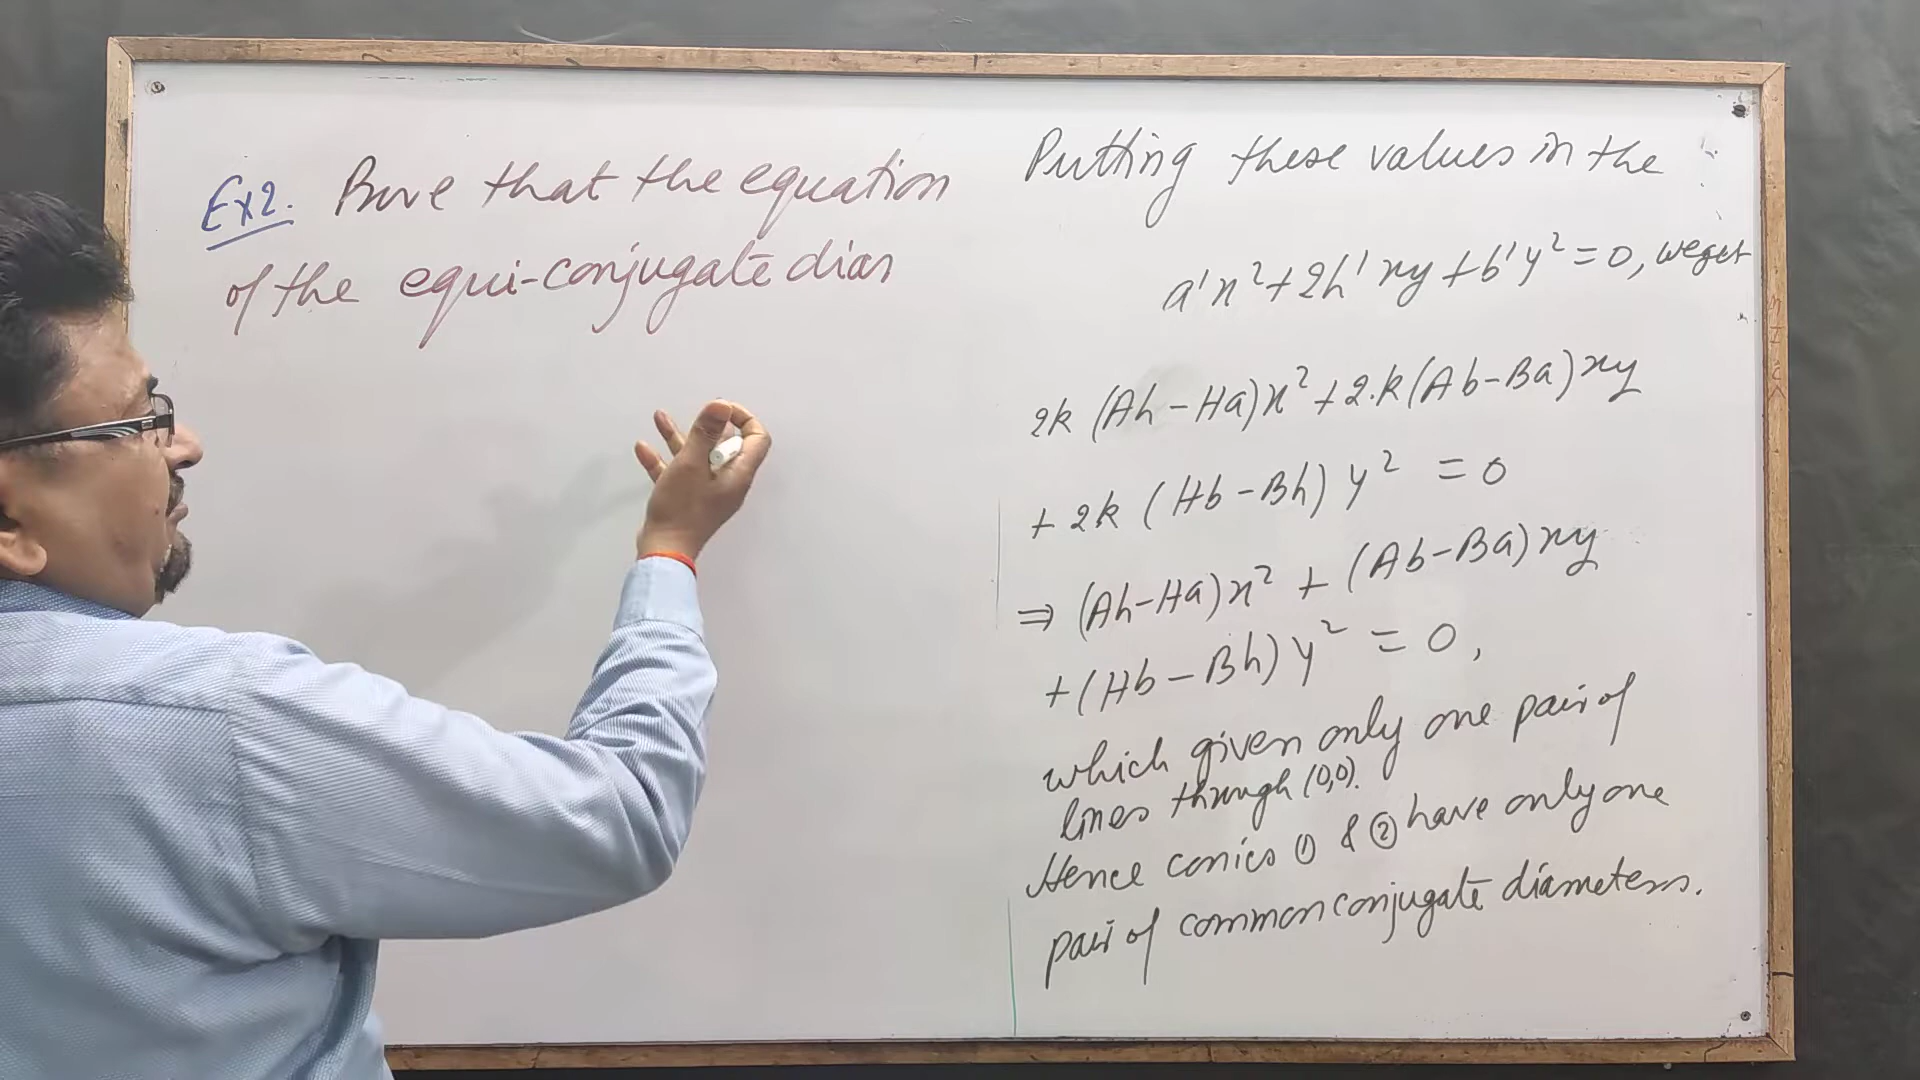 Ex2. Prove that the equation
of the equi-conjugate diam
Putting these values in the
a'x²+2h'xy+b'y²=0, we get
2k (Ah-Ha)x²+2.k(Ab-Ba)xy
+2k (Hb-Bh) y² = 0
⇒ (Ah-Ha)x² + (Ab-Ba)xy
+(Hb-Bh)y² = 0,
which given only one pair of
lines through (0,0).
Hence conics ① & ② have only one
pair of common conjugate diameters.